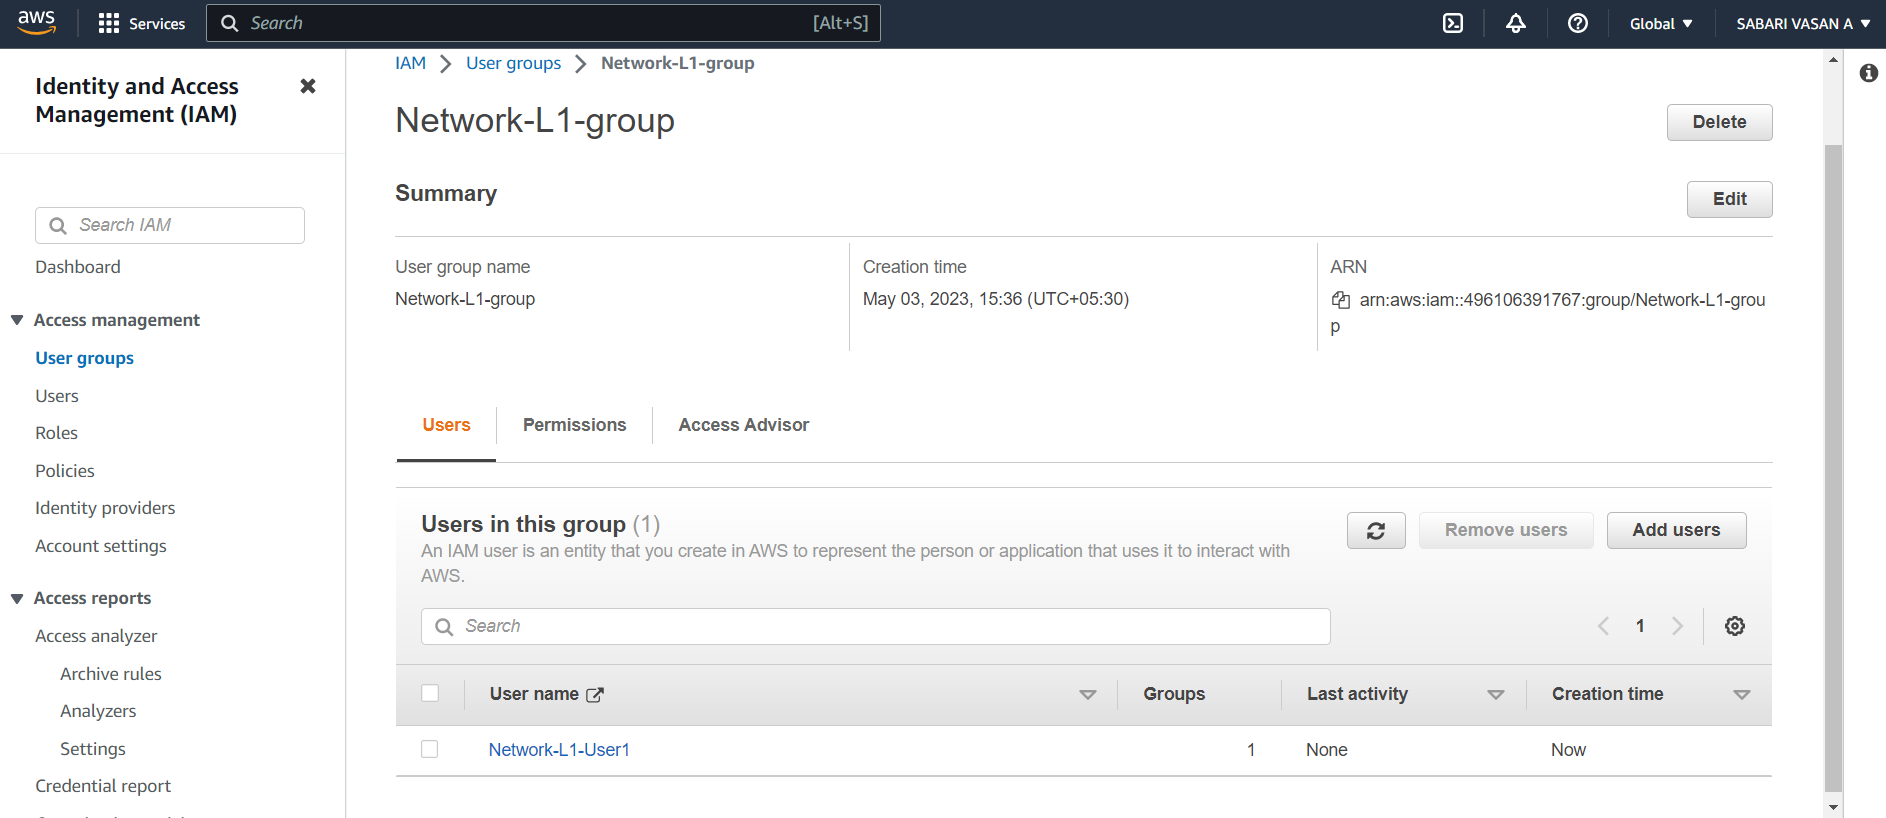 aws
Services
Search
[Alt+S]
Global
SABARI VASAN A
Identity and Access
Management (IAM)
Search IAM
Dashboard
Access management
User groups
Users
Roles
Policies
Identity providers
Account settings
Access reports
Access analyzer
Archive rules
Analyzers
Settings
Credential report
IAM
User groups
Network-L1-group
Network-L1-group
Delete
Summary
Edit
User group name
Network-L1-group
Creation time
May 03, 2023, 15:36 (UTC+05:30)
ARN
arn:aws:iam::496106391767:group/Network-L1-grou
p
Users
Permissions
Access Advisor
Users in this group (1)
An IAM user is an entity that you create in AWS to represent the person or application that uses it to interact with
AWS.
Remove users
Add users
Search
1
User name
Groups
Last activity
Creation time
Network-L1-User1
1
None
Now